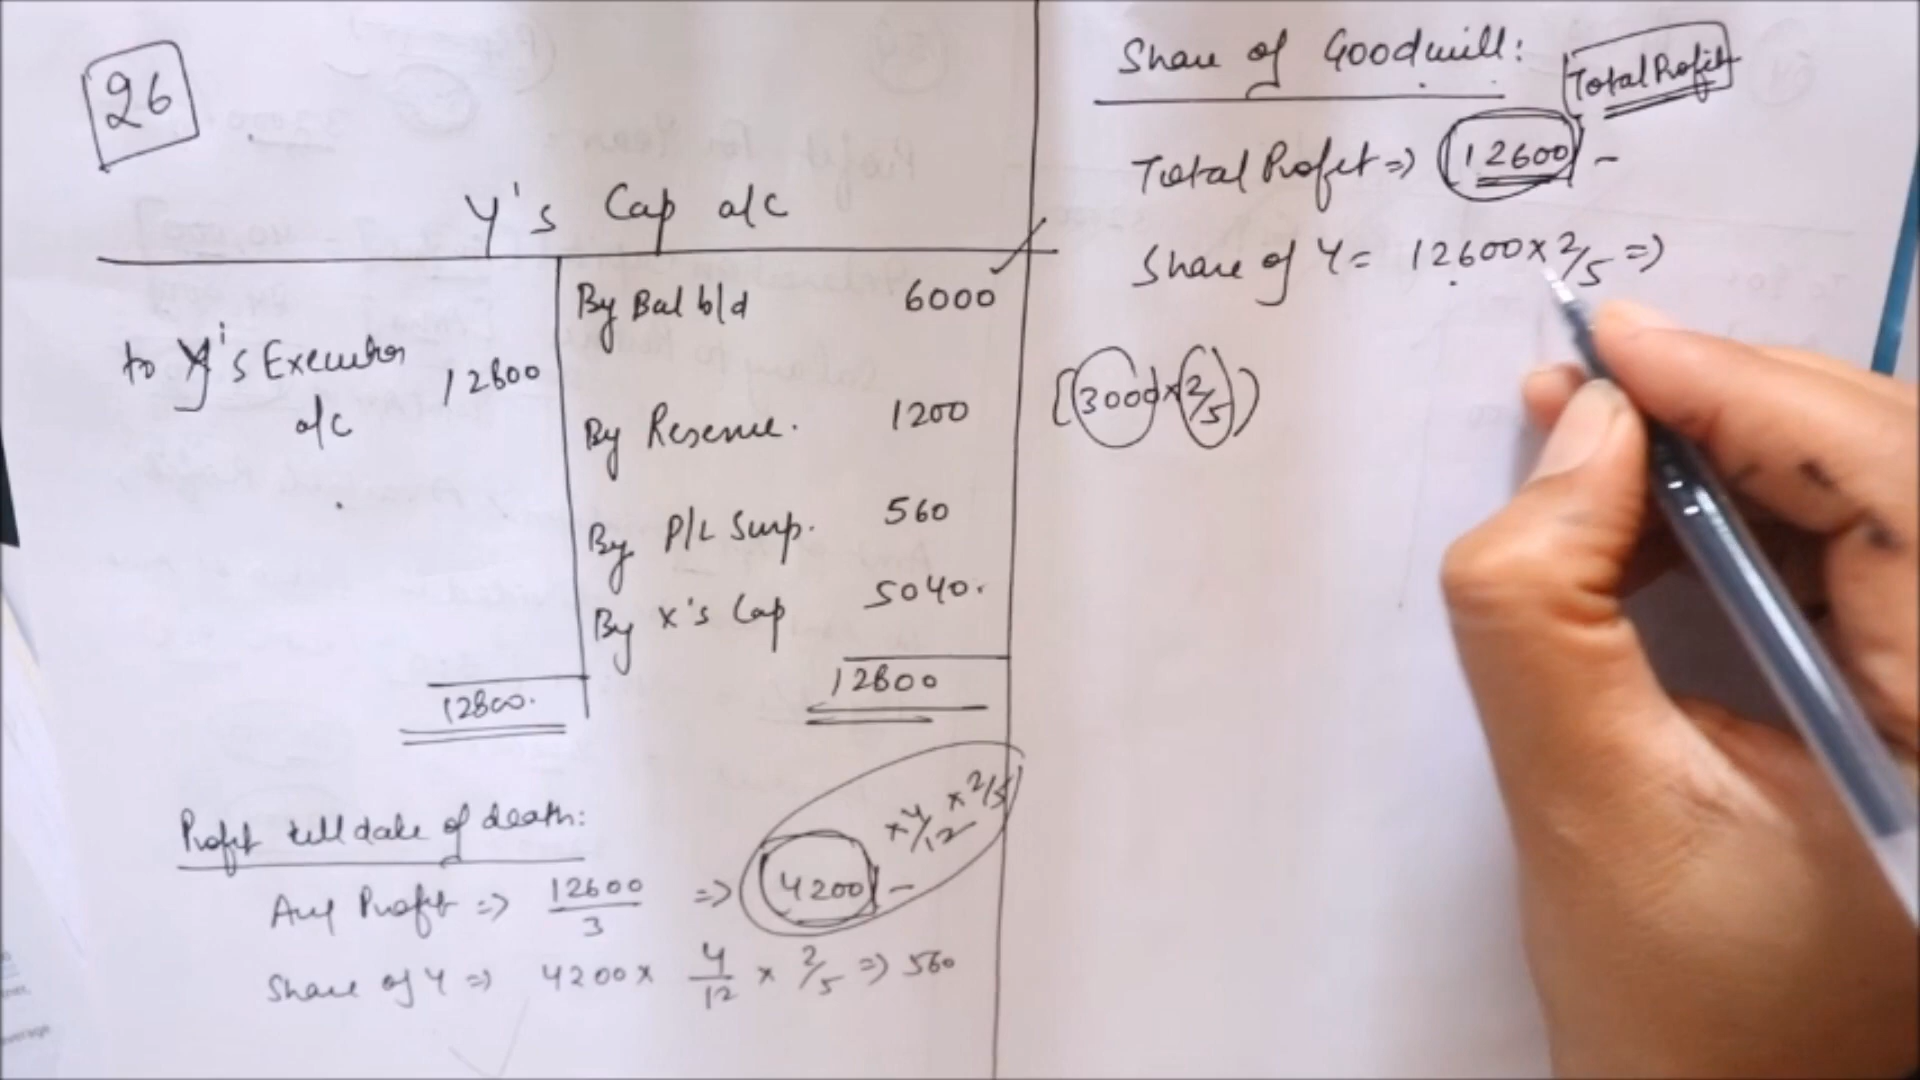 26
Y's Cap a/c
By Bal b/d 6000
to Y's Executor 12800
a/c
By Reserve. 1200
By P/L Susp. 560
By X's Cap 5040.
12800. 12800
Profit till date of death:
Avg Profit => 12600/3 => 4200 - x 4/12 x 2/5
Share of Y => 4200 x 4/12 x 2/5 => 560
Share of Goodwill:
Total Profit
Total Profit => 12600 -
Share of Y = 12600 x 2/5 =>
[3000 x 2/5)